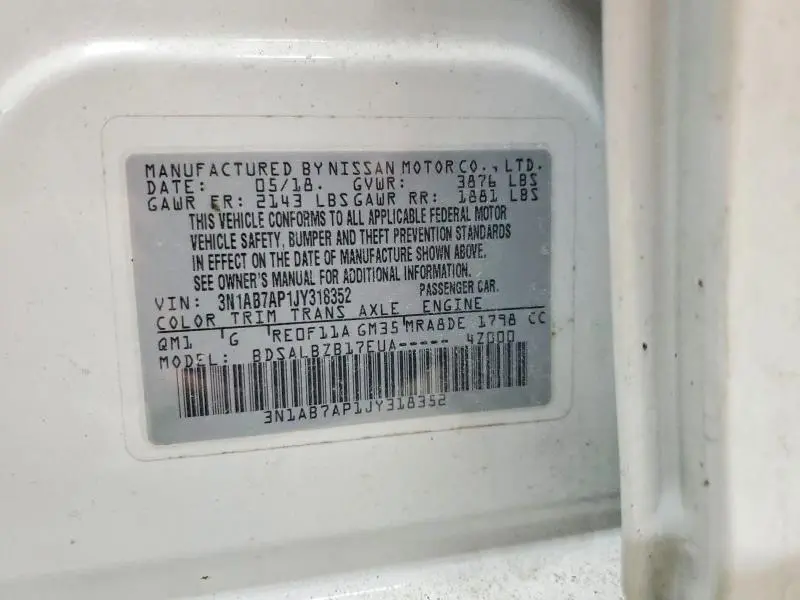 MANUFACTURED BY NISSAN MOTOR CO., LTD.
DATE: 05/18. GVWR: 3876 LBS
GAWR FR: 2143 LBS GAWR RR: 1881 LBS
THIS VEHICLE CONFORMS TO ALL APPLICABLE FEDERAL MOTOR
VEHICLE SAFETY, BUMPER AND THEFT PREVENTION STANDARDS
IN EFFECT ON THE DATE OF MANUFACTURE SHOWN ABOVE.
SEE OWNER'S MANUAL FOR ADDITIONAL INFORMATION.
VIN: 3N1AB7AP1JY318352 PASSENGER CAR.
COLOR TRIM TRANS AXLE ENGINE
QM1 G RE0F11A GM35 MRA8DE 1798 CC
MODEL: BDSALBZB17EUA----- 4Z000
3N1AB7AP1JY318352